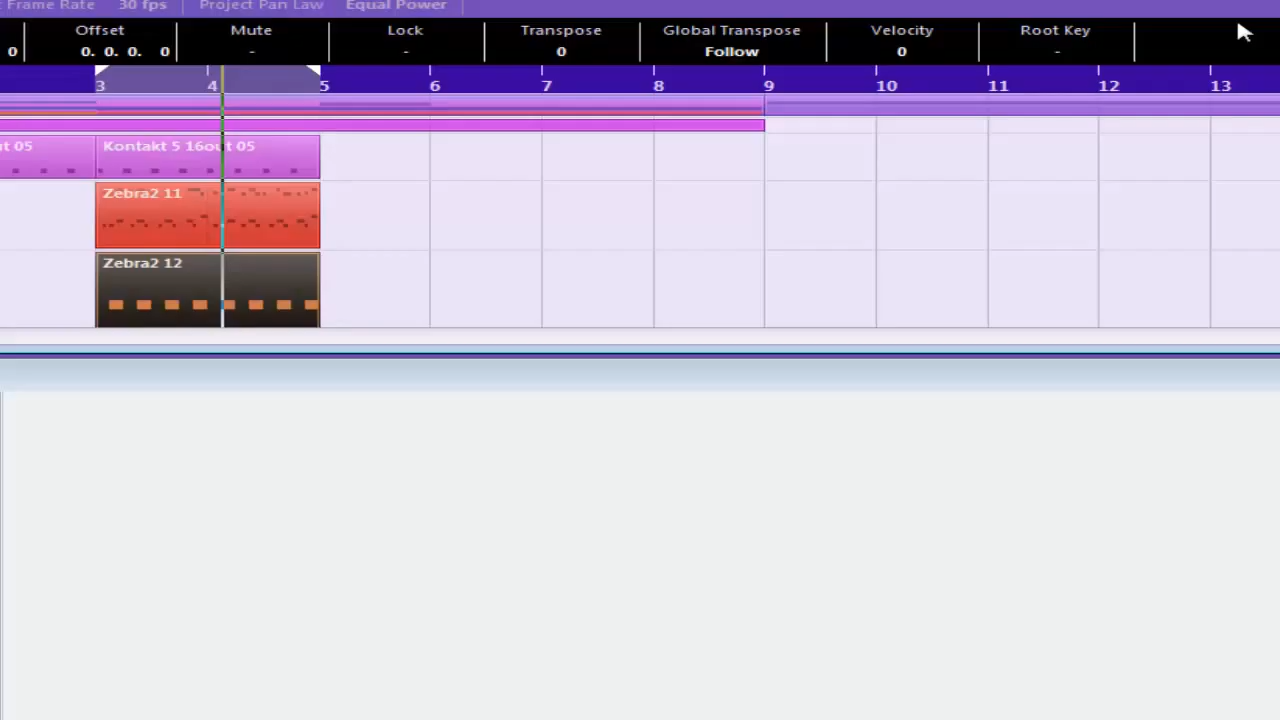 Frame Rate 30 fps Project Pan Law Equal Power
Offset Mute Lock Transpose Global Transpose Velocity Root Key
0 0. 0. 0. 0 - - 0 Follow 0 -
3 4 5 6 7 8 9 10 11 12 13
ut 05 Kontakt 5 16out 05
Zebra2 11
Zebra2 12